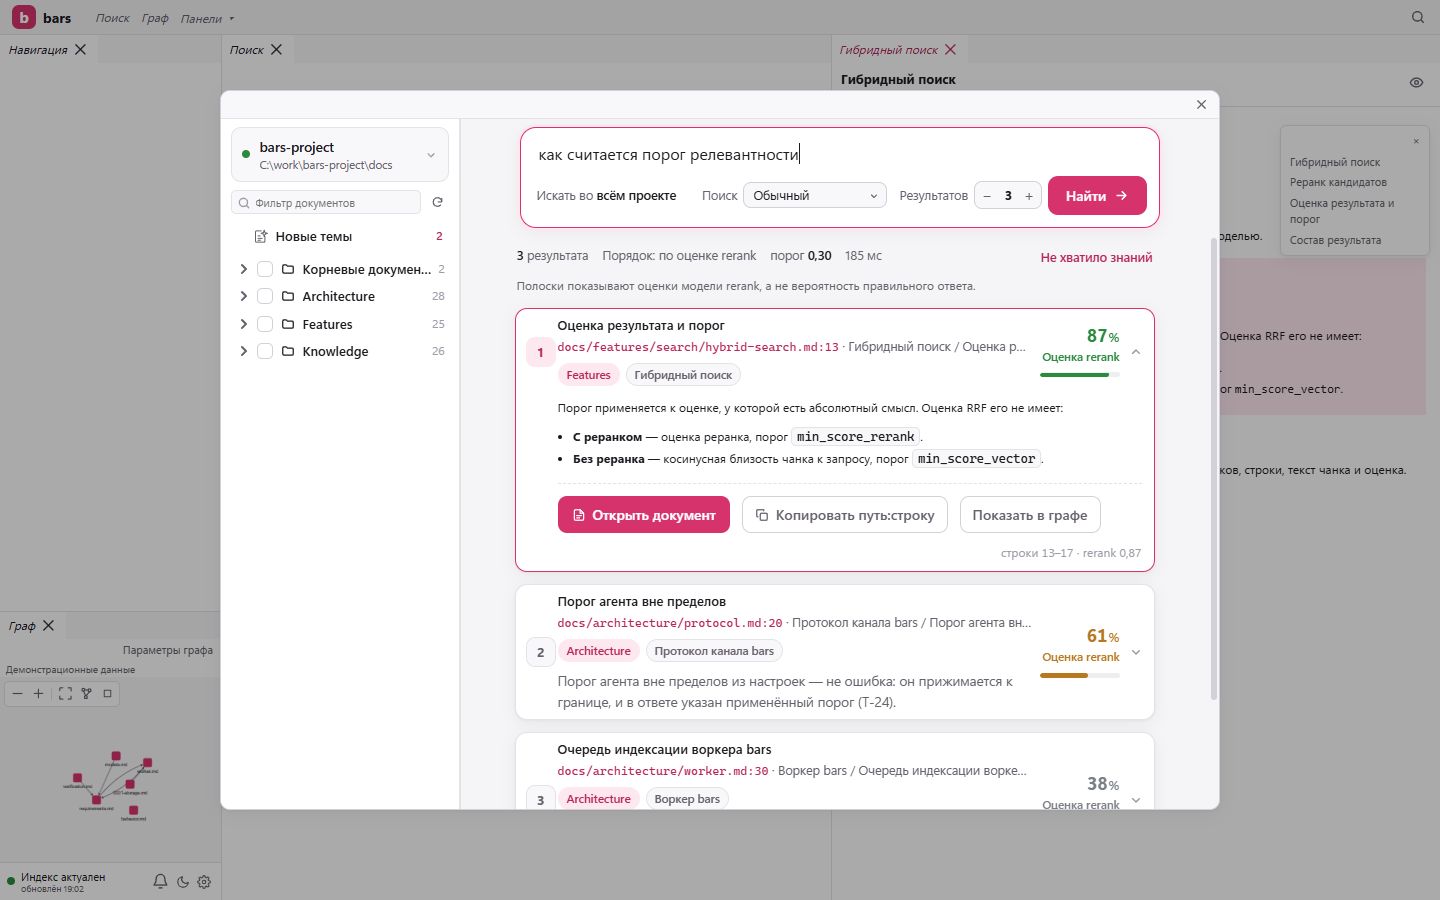 b bars Поиск Граф Панели
Навигация
Поиск
Гибридный поиск
Гибридный поиск
bars-project
C:\work\bars-project\docs
Фильтр документов
Новые темы 2
Корневые докумен... 2
Architecture 28
Features 25
Knowledge 26
как считается порог релевантности
Искать во всём проекте Поиск Обычный Результатов − 3 + Найти →
3 результата Порядок: по оценке rerank порог 0,30 185 мс Не хватило знаний
Полоски показывают оценки модели rerank, а не вероятность правильного ответа.
1
Оценка результата и порог
docs/features/search/hybrid-search.md:13 · Гибридный поиск / Оценка р...
Features Гибридный поиск
87%
Оценка rerank
Порог применяется к оценке, у которой есть абсолютный смысл. Оценка RRF его не имеет:
• С реранком — оценка реранка, порог min_score_rerank.
• Без реранка — косинусная близость чанка к запросу, порог min_score_vector.
Открыть документ Копировать путь:строку Показать в графе
строки 13–17 · rerank 0,87
2
Порог агента вне пределов
docs/architecture/protocol.md:20 · Протокол канала bars / Порог агента вн...
Architecture Протокол канала bars
Порог агента вне пределов из настроек — не ошибка: он прижимается к
границе, и в ответе указан применённый порог (Т-24).
61%
Оценка rerank
3
Очередь индексации воркера bars
docs/architecture/worker.md:30 · Воркер bars / Очередь индексации ворке...
Architecture Воркер bars
38%
Оценка rerank
Гибридный поиск
Реранк кандидатов
Оценка результата и
порог
Состав результата
оделью.
Оценка RRF его не имеет:
ог min_score_vector.
ков, строки, текст чанка и оценка.
Граф
Параметры графа
Демонстрационные данные
Индекс актуален
обновлён 19:02